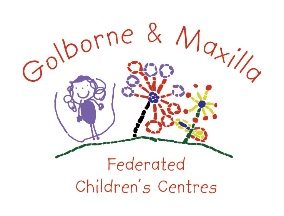 Golborne & Maxilla
Federated
Children's Centres